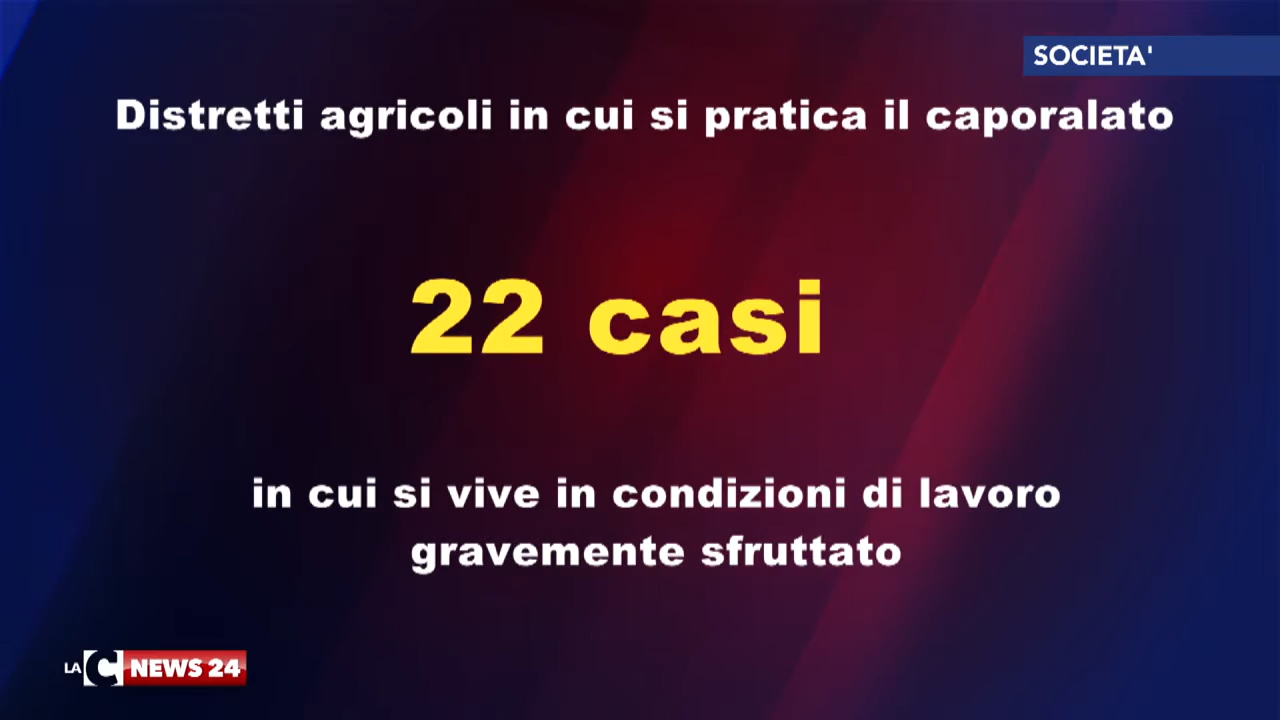 SOCIETA'
Distretti agricoli in cui si pratica il caporalato
22 casi
in cui si vive in condizioni di lavoro
gravemente sfruttato
LA C NEWS 24